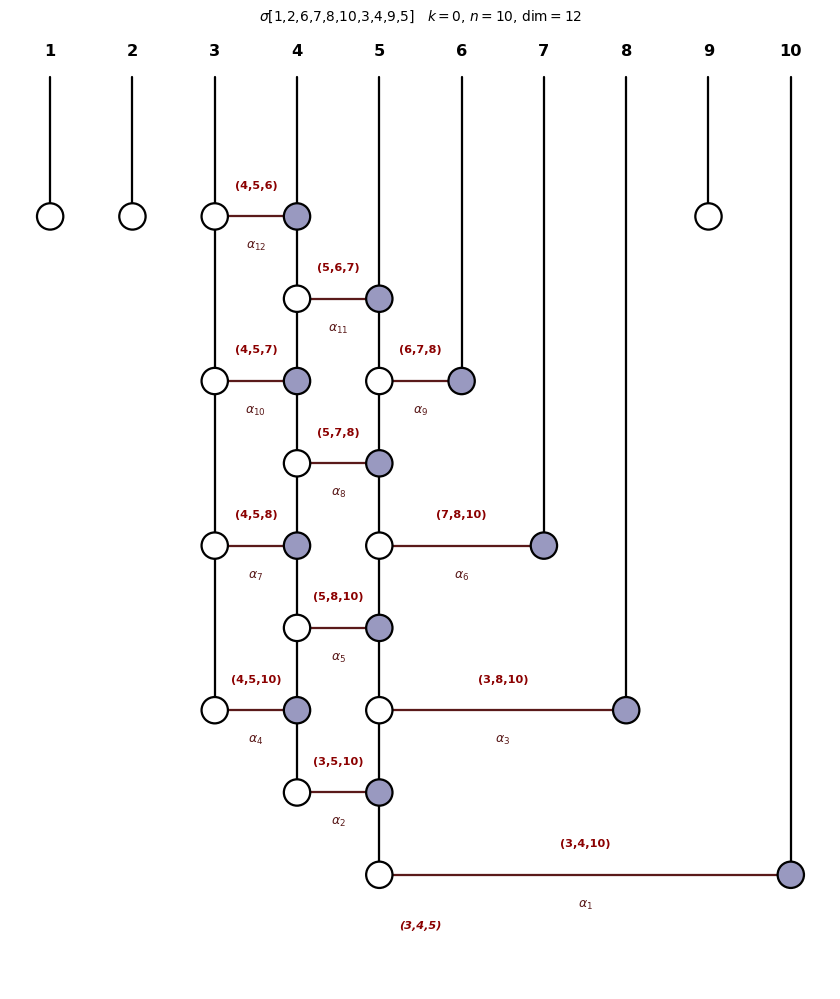 σ[1,2,6,7,8,10,3,4,9,5]   k=0, n=10, dim=12
1 2 3 4 5 6 7 8 9 10
(4,5,6)
α₁₂
(5,6,7)
α₁₁
(4,5,7) (6,7,8)
α₁₀ α₉
(5,7,8)
α₈
(4,5,8) (7,8,10)
α₇ α₆
(5,8,10)
α₅
(4,5,10) (3,8,10)
α₄ α₃
(3,5,10)
α₂
(3,4,10)
α₁
(3,4,5)